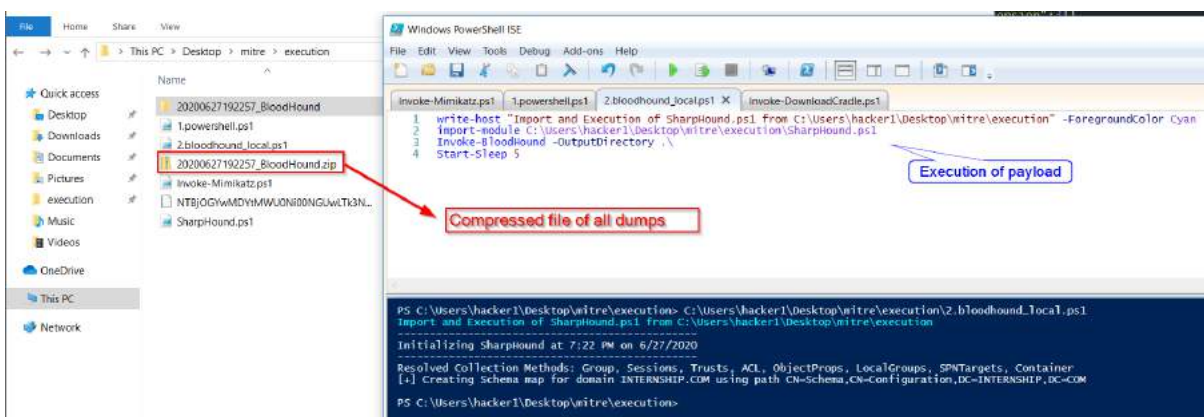 File Home Share View
This PC > Desktop > mitre > execution
Name
Quick access
Desktop
Downloads
Documents
Pictures
execution
Music
Videos
OneDrive
This PC
Network
20200627192257_BloodHound
1.powershell.ps1
2.bloodhound_local.ps1
20200627192257_BloodHound.zip
Invoke-Mimikatz.ps1
SharpHound.ps1
Compressed file of all dumps
Windows PowerShell ISE
File Edit View Tools Debug Add-ons Help
Invoke-Mimikatz.ps1 1.powershell.ps1 2.bloodhound_local.ps1 X Invoke-DownloadCradle.ps1
1 write-host "Import and Execution of SharpHound.ps1 from C:\Users\hacker1\Desktop\mitre\execution" -ForegroundColor Cyan
2 import-module C:\Users\hacker1\Desktop\mitre\execution\SharpHound.ps1
3 Invoke-BloodHound -OutputDirectory .\
4 Start-Sleep 5
Execution of payload
PS C:\Users\hacker1\Desktop\mitre\execution> C:\Users\hacker1\Desktop\mitre\execution\2.bloodhound_local.ps1
Import and Execution of SharpHound.ps1 from C:\Users\hacker1\Desktop\mitre\execution
Initializing SharpHound at 7:22 PM on 6/27/2020
Resolved Collection Methods: Group, Sessions, Trusts, ACL, ObjectProps, LocalGroups, SPNTargets, Container
[+] Creating Schema map for domain INTERNSHIP.COM using path CN=Schema,CN=Configuration,DC=INTERNSHIP,DC=COM
PS C:\Users\hacker1\Desktop\mitre\execution>